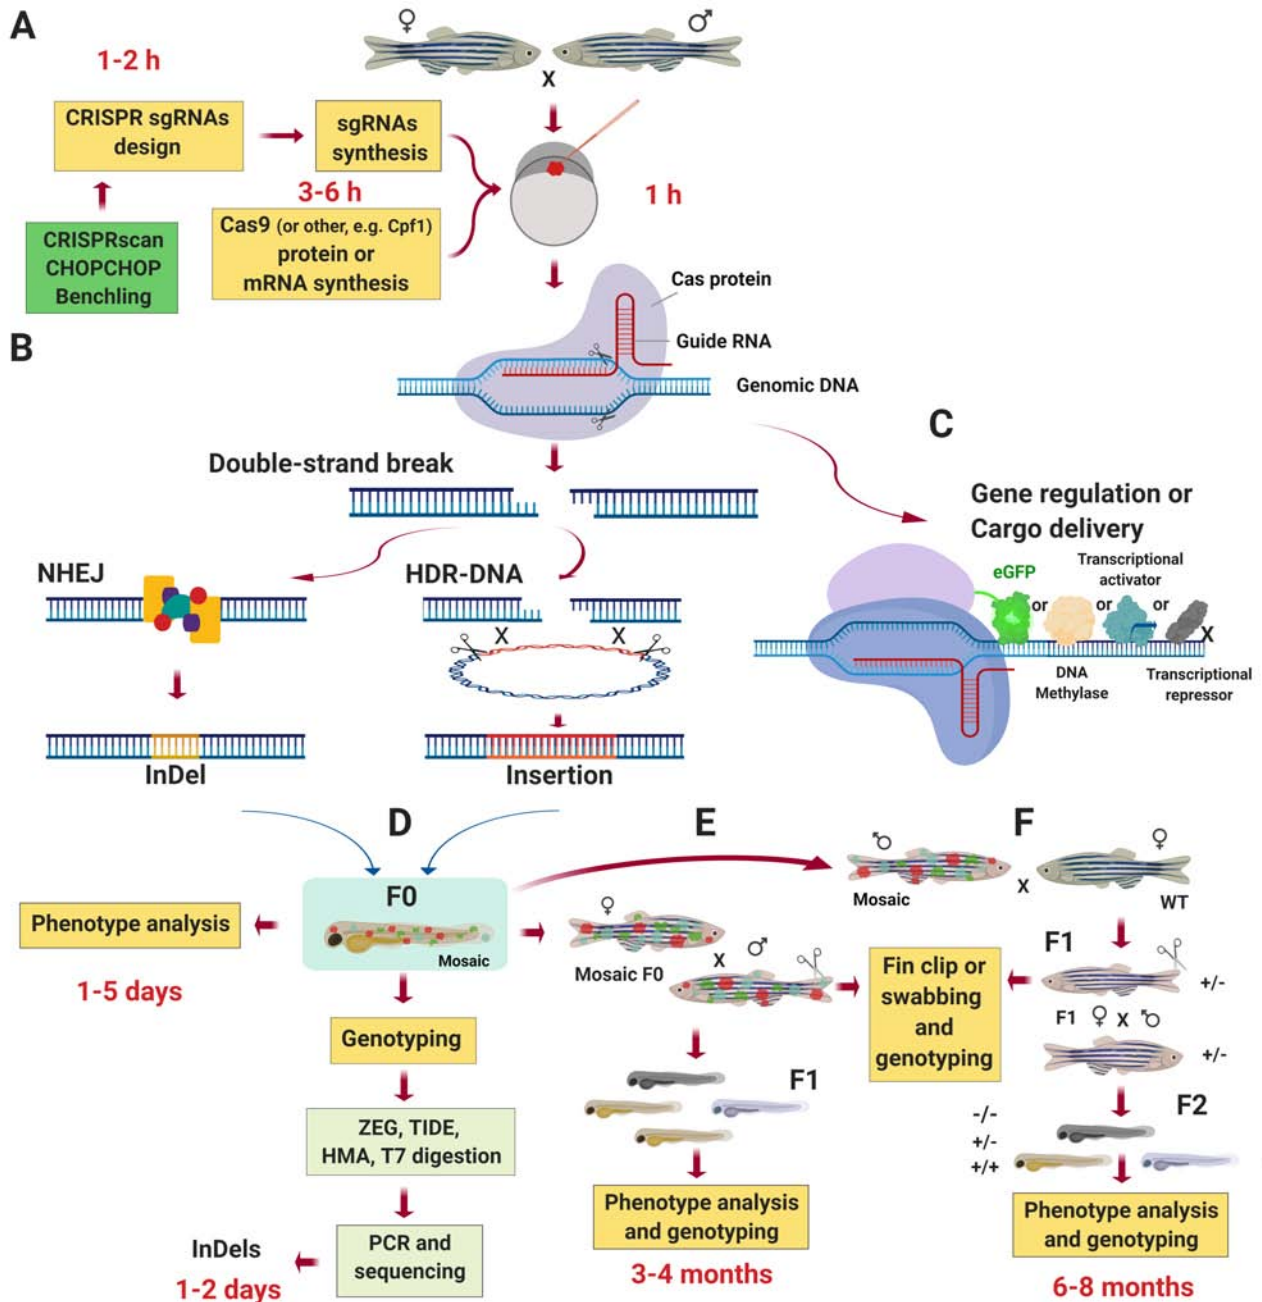 A
♀
♂
X
1-2 h
CRISPR sgRNAs
design
sgRNAs
synthesis
3-6 h
1 h
CRISPRscan
CHOPCHOP
Benchling
Cas9 (or other, e.g. Cpf1)
protein or
mRNA synthesis
Cas protein
Guide RNA
Genomic DNA
B
Double-strand break
NHEJ
HDR-DNA
X
X
InDel
Insertion
C
Gene regulation or
Cargo delivery
eGFP
or
or
Transcriptional
activator
or
X
DNA
Methylase
Transcriptional
repressor
D
F0
Mosaic
Phenotype analysis
1-5 days
Genotyping
ZEG, TIDE,
HMA, T7 digestion
PCR and
sequencing
InDels
1-2 days
E
♀
Mosaic F0
X
♂
F1
Phenotype analysis
and genotyping
3-4 months
F
♂
Mosaic
X
♀
WT
Fin clip or
swabbing
and
genotyping
F1
+/-
F1 ♀ X ♂
+/-
F2
-/-
+/-
+/+
Phenotype analysis
and genotyping
6-8 months